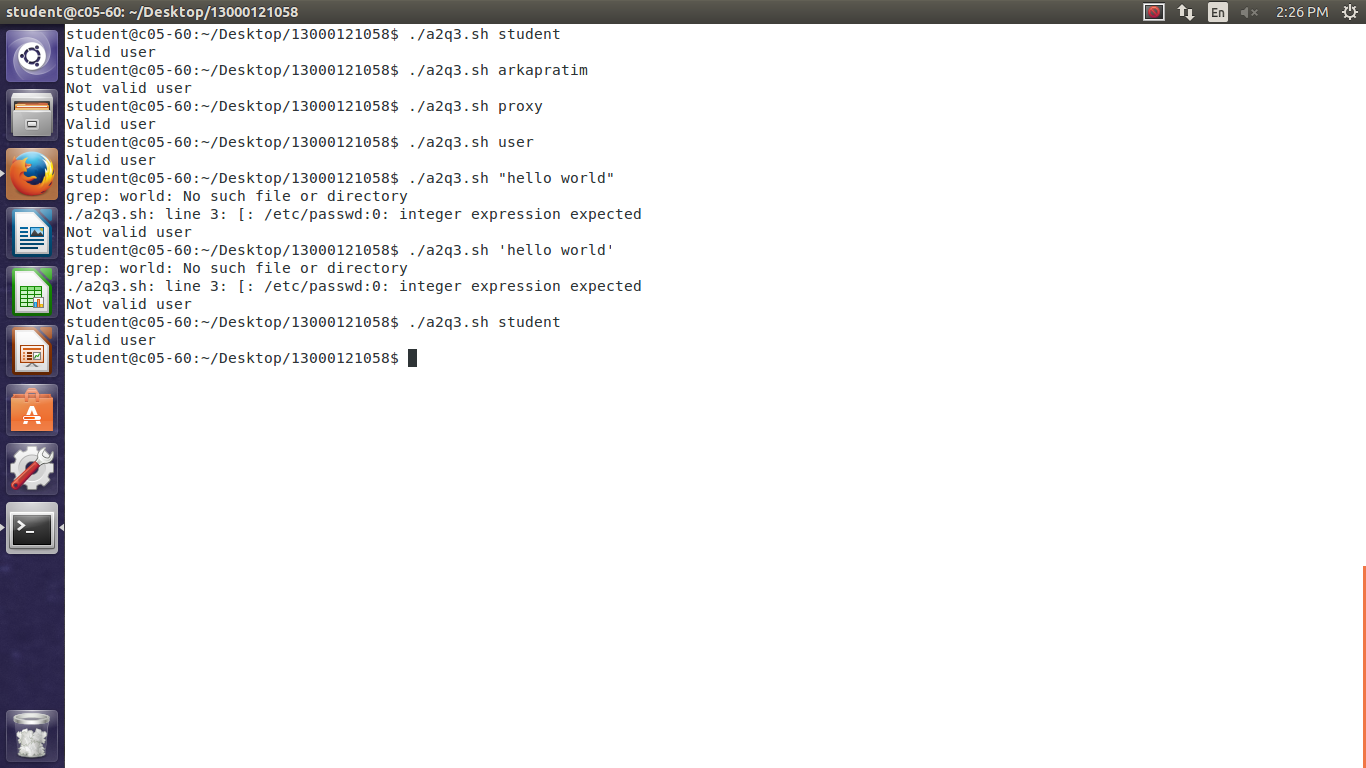 student@c05-60: ~/Desktop/13000121058
En
2:26 PM
student@c05-60:~/Desktop/13000121058$ ./a2q3.sh student
Valid user
student@c05-60:~/Desktop/13000121058$ ./a2q3.sh arkapratim
Not valid user
student@c05-60:~/Desktop/13000121058$ ./a2q3.sh proxy
Valid user
student@c05-60:~/Desktop/13000121058$ ./a2q3.sh user
Valid user
student@c05-60:~/Desktop/13000121058$ ./a2q3.sh "hello world"
grep: world: No such file or directory
./a2q3.sh: line 3: [: /etc/passwd:0: integer expression expected
Not valid user
student@c05-60:~/Desktop/13000121058$ ./a2q3.sh 'hello world'
grep: world: No such file or directory
./a2q3.sh: line 3: [: /etc/passwd:0: integer expression expected
Not valid user
student@c05-60:~/Desktop/13000121058$ ./a2q3.sh student
Valid user
student@c05-60:~/Desktop/13000121058$